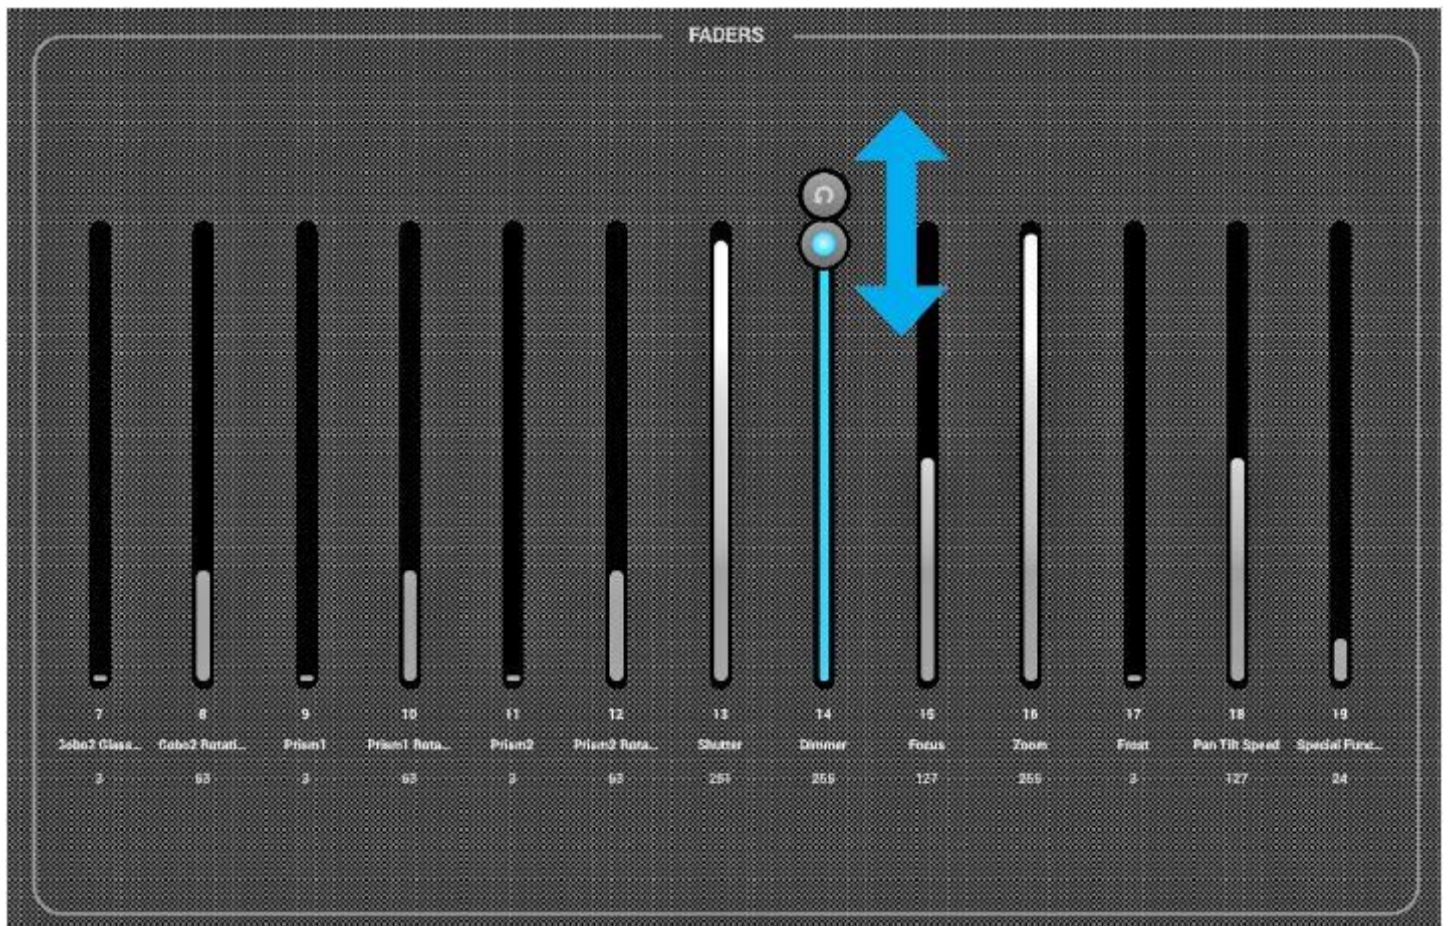 FADERS
7 8 9 10 11 12 13 14 15 16 17 18 19
Gobo2 Glass... Gobo2 Rotati... Prism1 Prism1 Rota... Prism2 Prism2 Rota... Shutter Dimmer Focus Zoom Frost Pan Tilt Speed Special Func...
3 63 3 63 3 63 251 255 127 255 3 127 24